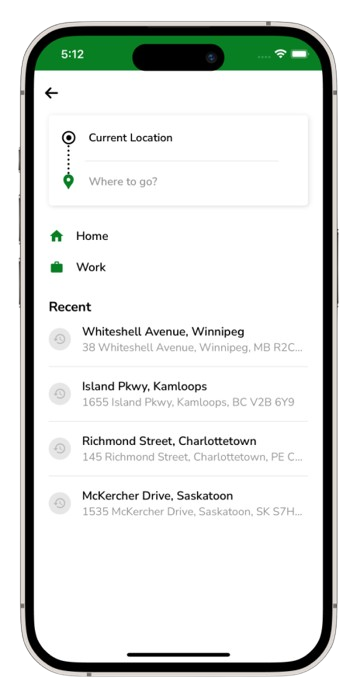 5:12
Current Location
Where to go?
Home
Work
Recent
Whiteshell Avenue, Winnipeg
38 Whiteshell Avenue, Winnipeg, MB R2C...
Island Pkwy, Kamloops
1655 Island Pkwy, Kamloops, BC V2B 6Y9
Richmond Street, Charlottetown
145 Richmond Street, Charlottetown, PE C...
McKercher Drive, Saskatoon
1535 McKercher Drive, Saskatoon, SK S7H...